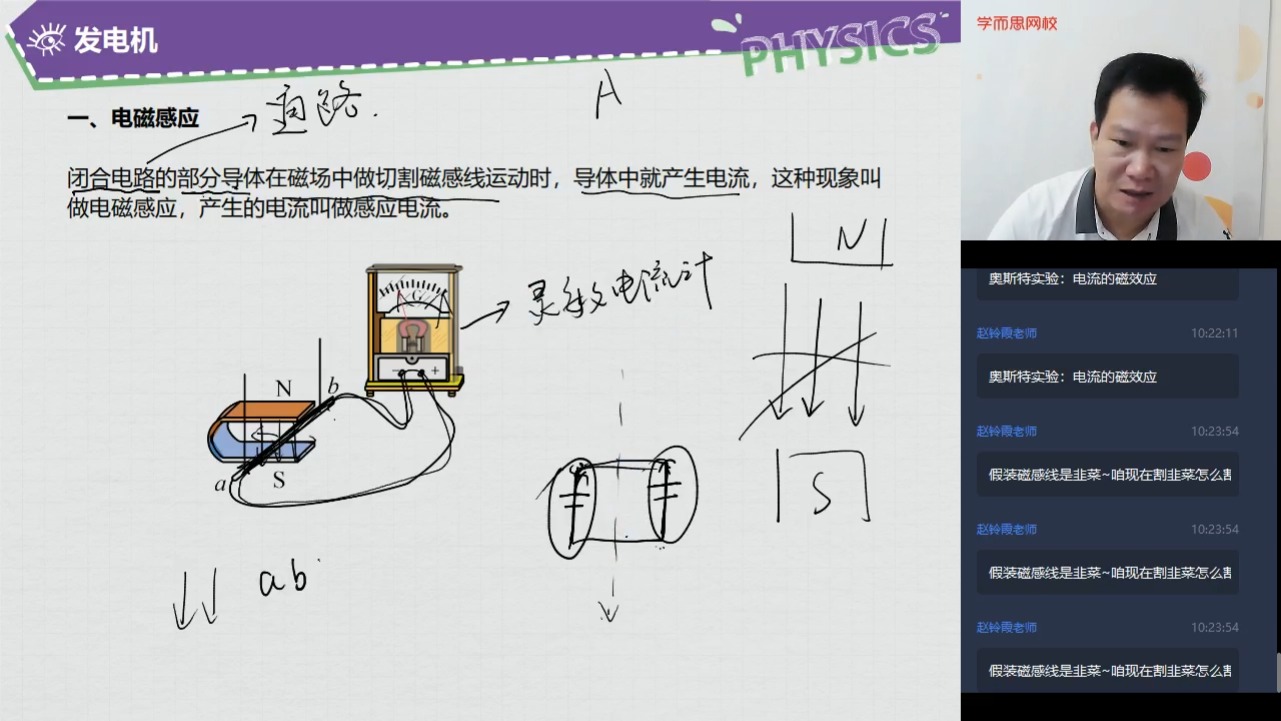 发电机
PHYSICS
一、电磁感应
通路.
A
闭合电路的部分导体在磁场中做切割磁感线运动时，导体中就产生电流，这种现象叫
做电磁感应，产生的电流叫做感应电流。
N
G
灵敏电流计
- +
N
b
S
a
S
ab
学而思网校
奥斯特实验：电流的磁效应
赵铃霞老师 10:22:11
奥斯特实验：电流的磁效应
赵铃霞老师 10:23:54
假装磁感线是韭菜~咱现在割韭菜怎么割
赵铃霞老师 10:23:54
假装磁感线是韭菜~咱现在割韭菜怎么割
赵铃霞老师 10:23:54
假装磁感线是韭菜~咱现在割韭菜怎么割